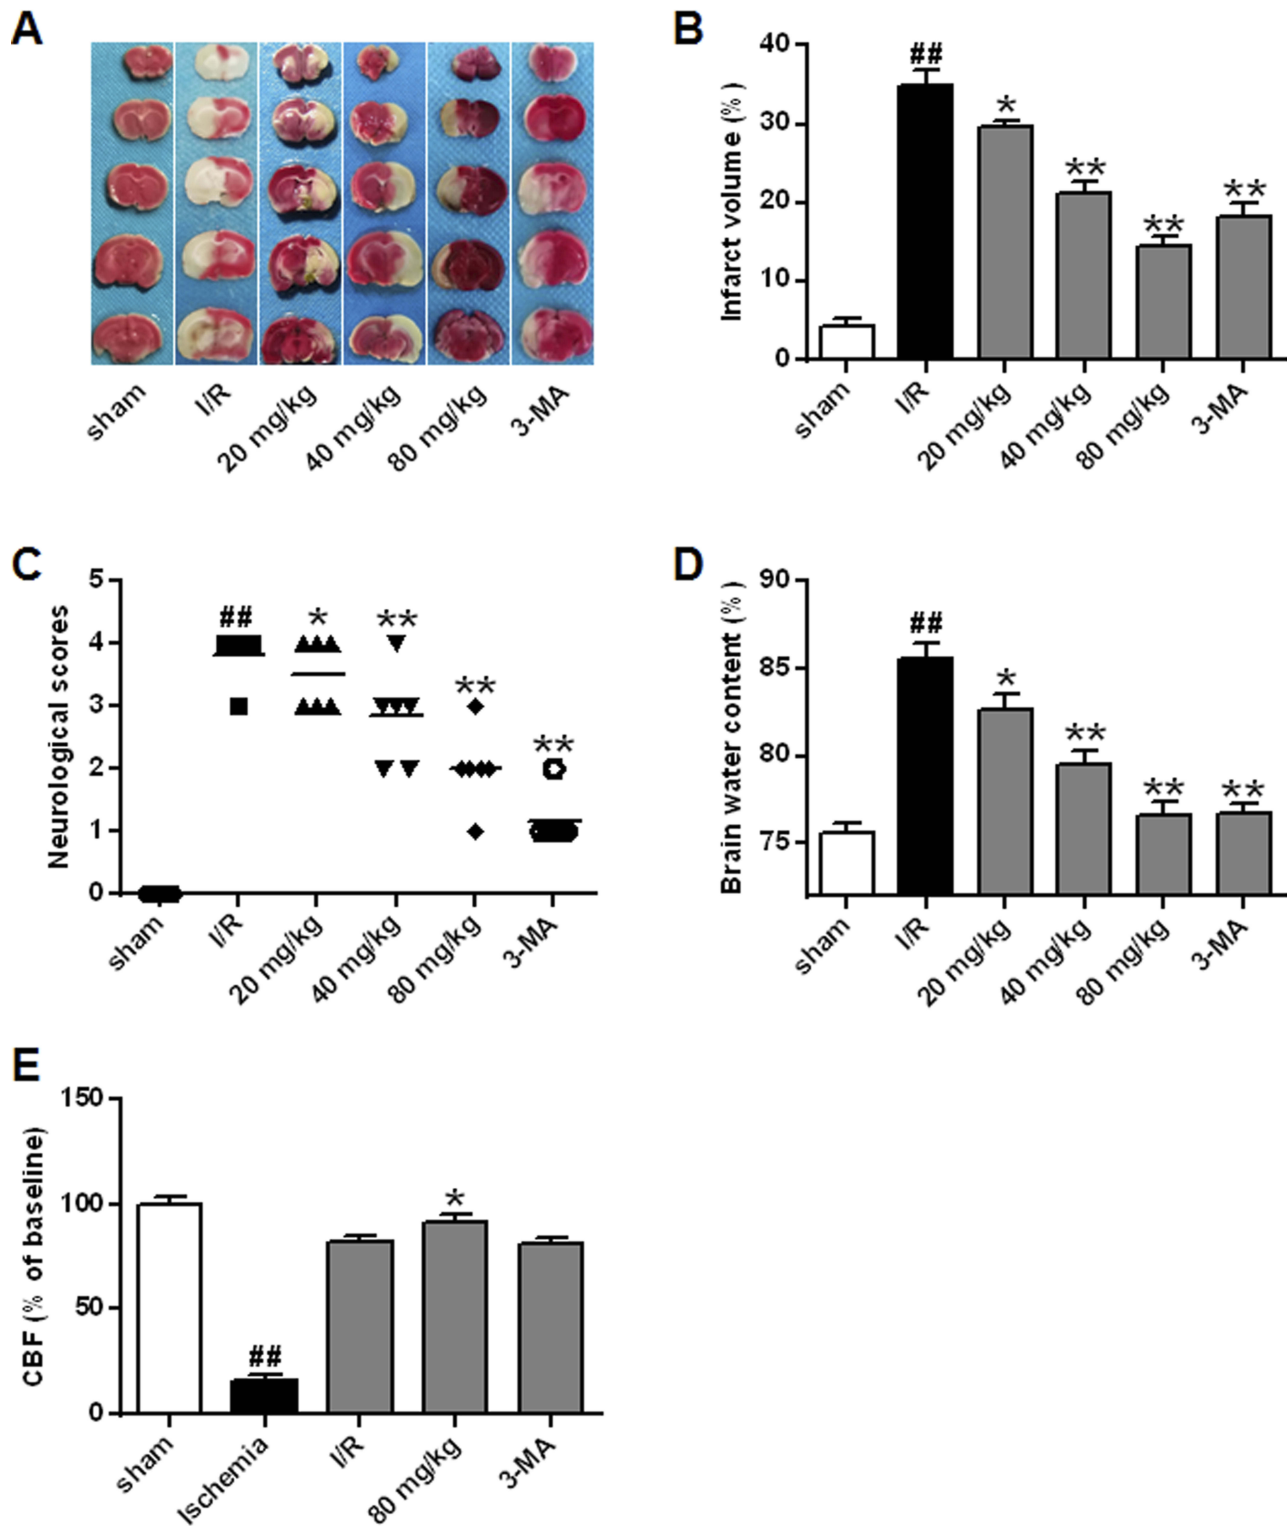 A
sham
I/R
20 mg/kg
40 mg/kg
80 mg/kg
3-MA
B
Infarct volume (%)
40
30
20
10
0
##
*
**
**
**
sham
I/R
20 mg/kg
40 mg/kg
80 mg/kg
3-MA
C
Neurological scores
5
4
3
2
1
0
##
*
**
**
**
sham
I/R
20 mg/kg
40 mg/kg
80 mg/kg
3-MA
D
Brain water content (%)
90
85
80
75
##
*
**
**
**
sham
I/R
20 mg/kg
40 mg/kg
80 mg/kg
3-MA
E
CBF (% of baseline)
150
100
50
0
##
*
sham
Ischemia
I/R
80 mg/kg
3-MA